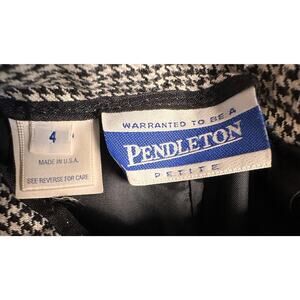 4
MADE IN U.S.A.
SEE REVERSE FOR CARE
WARRANTED TO BE A
PENDLETON
PETITE